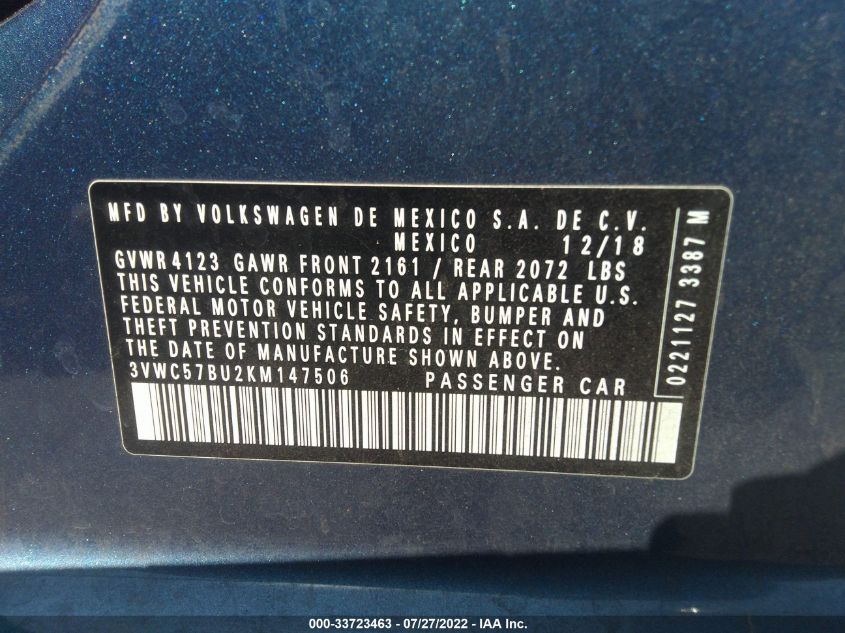 MFD BY VOLKSWAGEN DE MEXICO S.A. DE C.V.
MEXICO 12/18
GVWR 4123 GAWR FRONT 2161 / REAR 2072 LBS
THIS VEHICLE CONFORMS TO ALL APPLICABLE U.S.
FEDERAL MOTOR VEHICLE SAFETY, BUMPER AND
THEFT PREVENTION STANDARDS IN EFFECT ON
THE DATE OF MANUFACTURE SHOWN ABOVE.
3VWC57BU2KM147506 PASSENGER CAR
0221127 3387 M
000-33723463 / 07/27/2022 - IAA Inc.